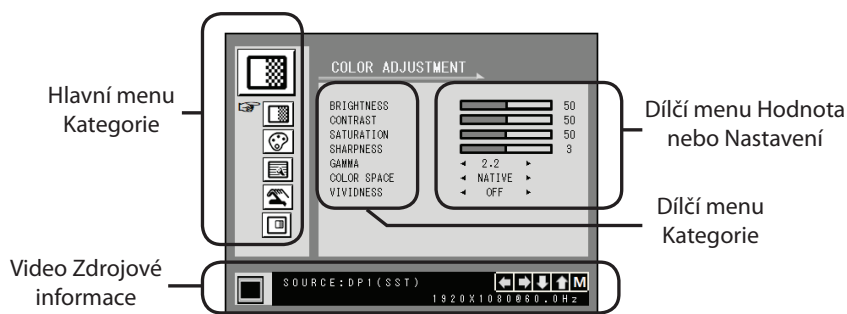 Hlavní menu
Kategorie
COLOR ADJUSTMENT
BRIGHTNESS 50
CONTRAST 50
SATURATION 50
SHARPNESS 3
GAMMA 2.2
COLOR SPACE NATIVE
VIVIDNESS OFF
Dílčí menu Hodnota
nebo Nastavení
Dílčí menu
Kategorie
Video Zdrojové
informace
SOURCE:DP1(SST) M
1920X1080@60.0Hz